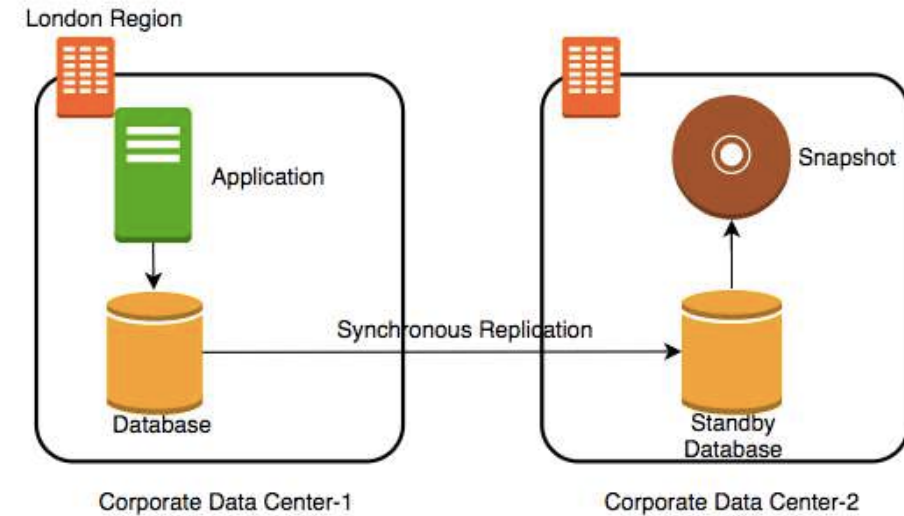 London Region
Application
Snapshot
Synchronous Replication
Database
Standby
Database
Corporate Data Center-1
Corporate Data Center-2